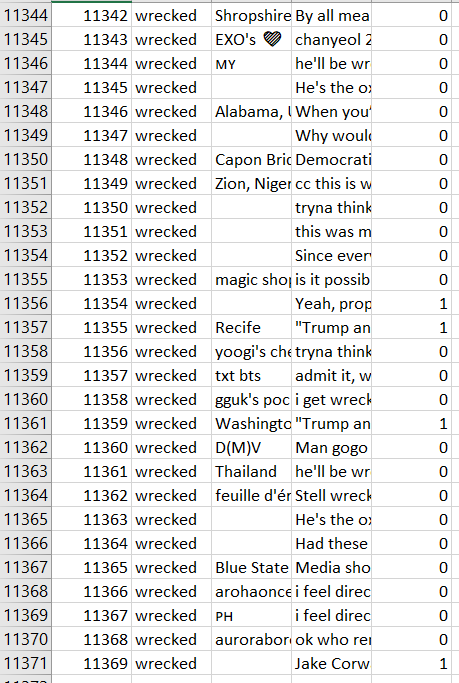 11344 11342 wrecked Shropshire By all mea 0
11345 11343 wrecked EXO's 🖤 chanyeol 2 0
11346 11344 wrecked MY he'll be wr 0
11347 11345 wrecked He's the ox 0
11348 11346 wrecked Alabama, U When you' 0
11349 11347 wrecked Why woul 0
11350 11348 wrecked Capon Bric Democrati 0
11351 11349 wrecked Zion, Niger cc this is w 0
11352 11350 wrecked tryna think 0
11353 11351 wrecked this was m 0
11354 11352 wrecked Since ever 0
11355 11353 wrecked magic shop is it possib 0
11356 11354 wrecked Yeah, prop 1
11357 11355 wrecked Recife "Trump an 1
11358 11356 wrecked yoogi's che tryna think 0
11359 11357 wrecked txt bts admit it, w 0
11360 11358 wrecked gguk's poc i get wreck 0
11361 11359 wrecked Washingto "Trump an 1
11362 11360 wrecked D(M)V Man gogo 0
11363 11361 wrecked Thailand he'll be wr 0
11364 11362 wrecked feuille d'ér Stell wreck 0
11365 11363 wrecked He's the ox 0
11366 11364 wrecked Had these 0
11367 11365 wrecked Blue State Media sho 0
11368 11366 wrecked arohaonce i feel direc 0
11369 11367 wrecked PH i feel direc 0
11370 11368 wrecked aurorabor ok who rer 0
11371 11369 wrecked Jake Corw 1